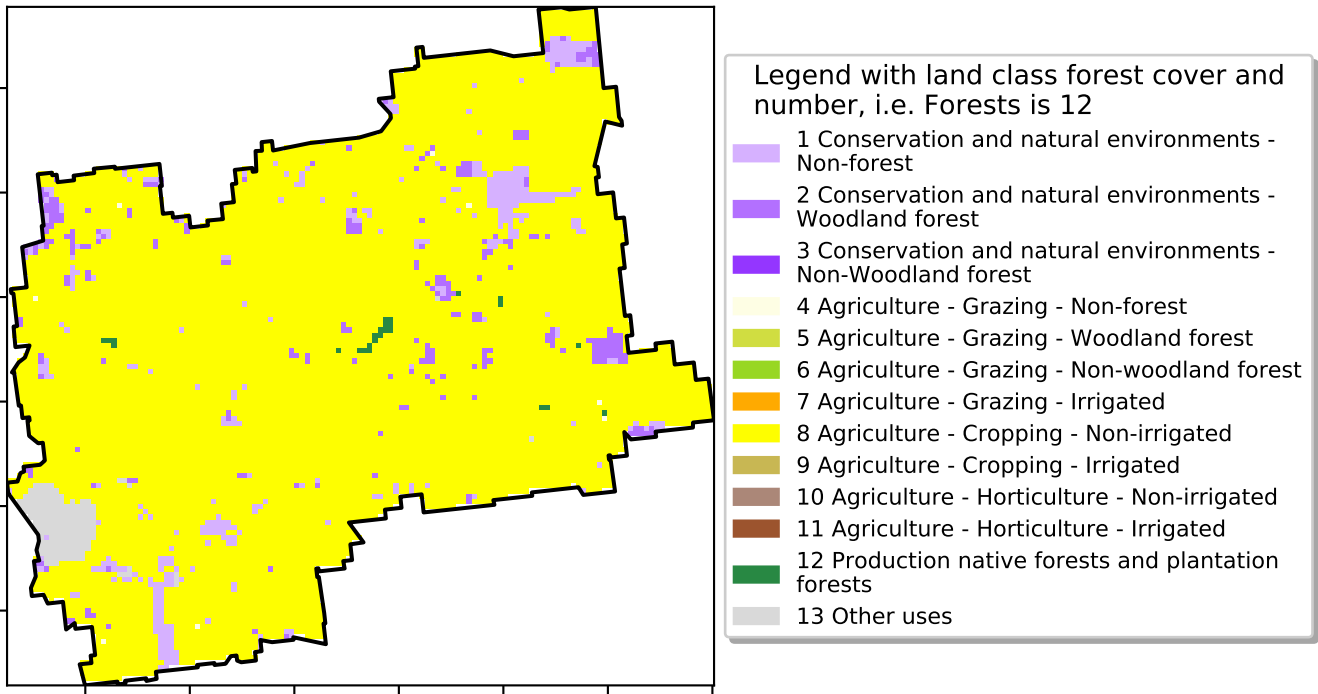 Legend with land class forest cover and
number, i.e. Forests is 12
1 Conservation and natural environments -
Non-forest
2 Conservation and natural environments -
Woodland forest
3 Conservation and natural environments -
Non-Woodland forest
4 Agriculture - Grazing - Non-forest
5 Agriculture - Grazing - Woodland forest
6 Agriculture - Grazing - Non-woodland forest
7 Agriculture - Grazing - Irrigated
8 Agriculture - Cropping - Non-irrigated
9 Agriculture - Cropping - Irrigated
10 Agriculture - Horticulture - Non-irrigated
11 Agriculture - Horticulture - Irrigated
12 Production native forests and plantation
forests
13 Other uses